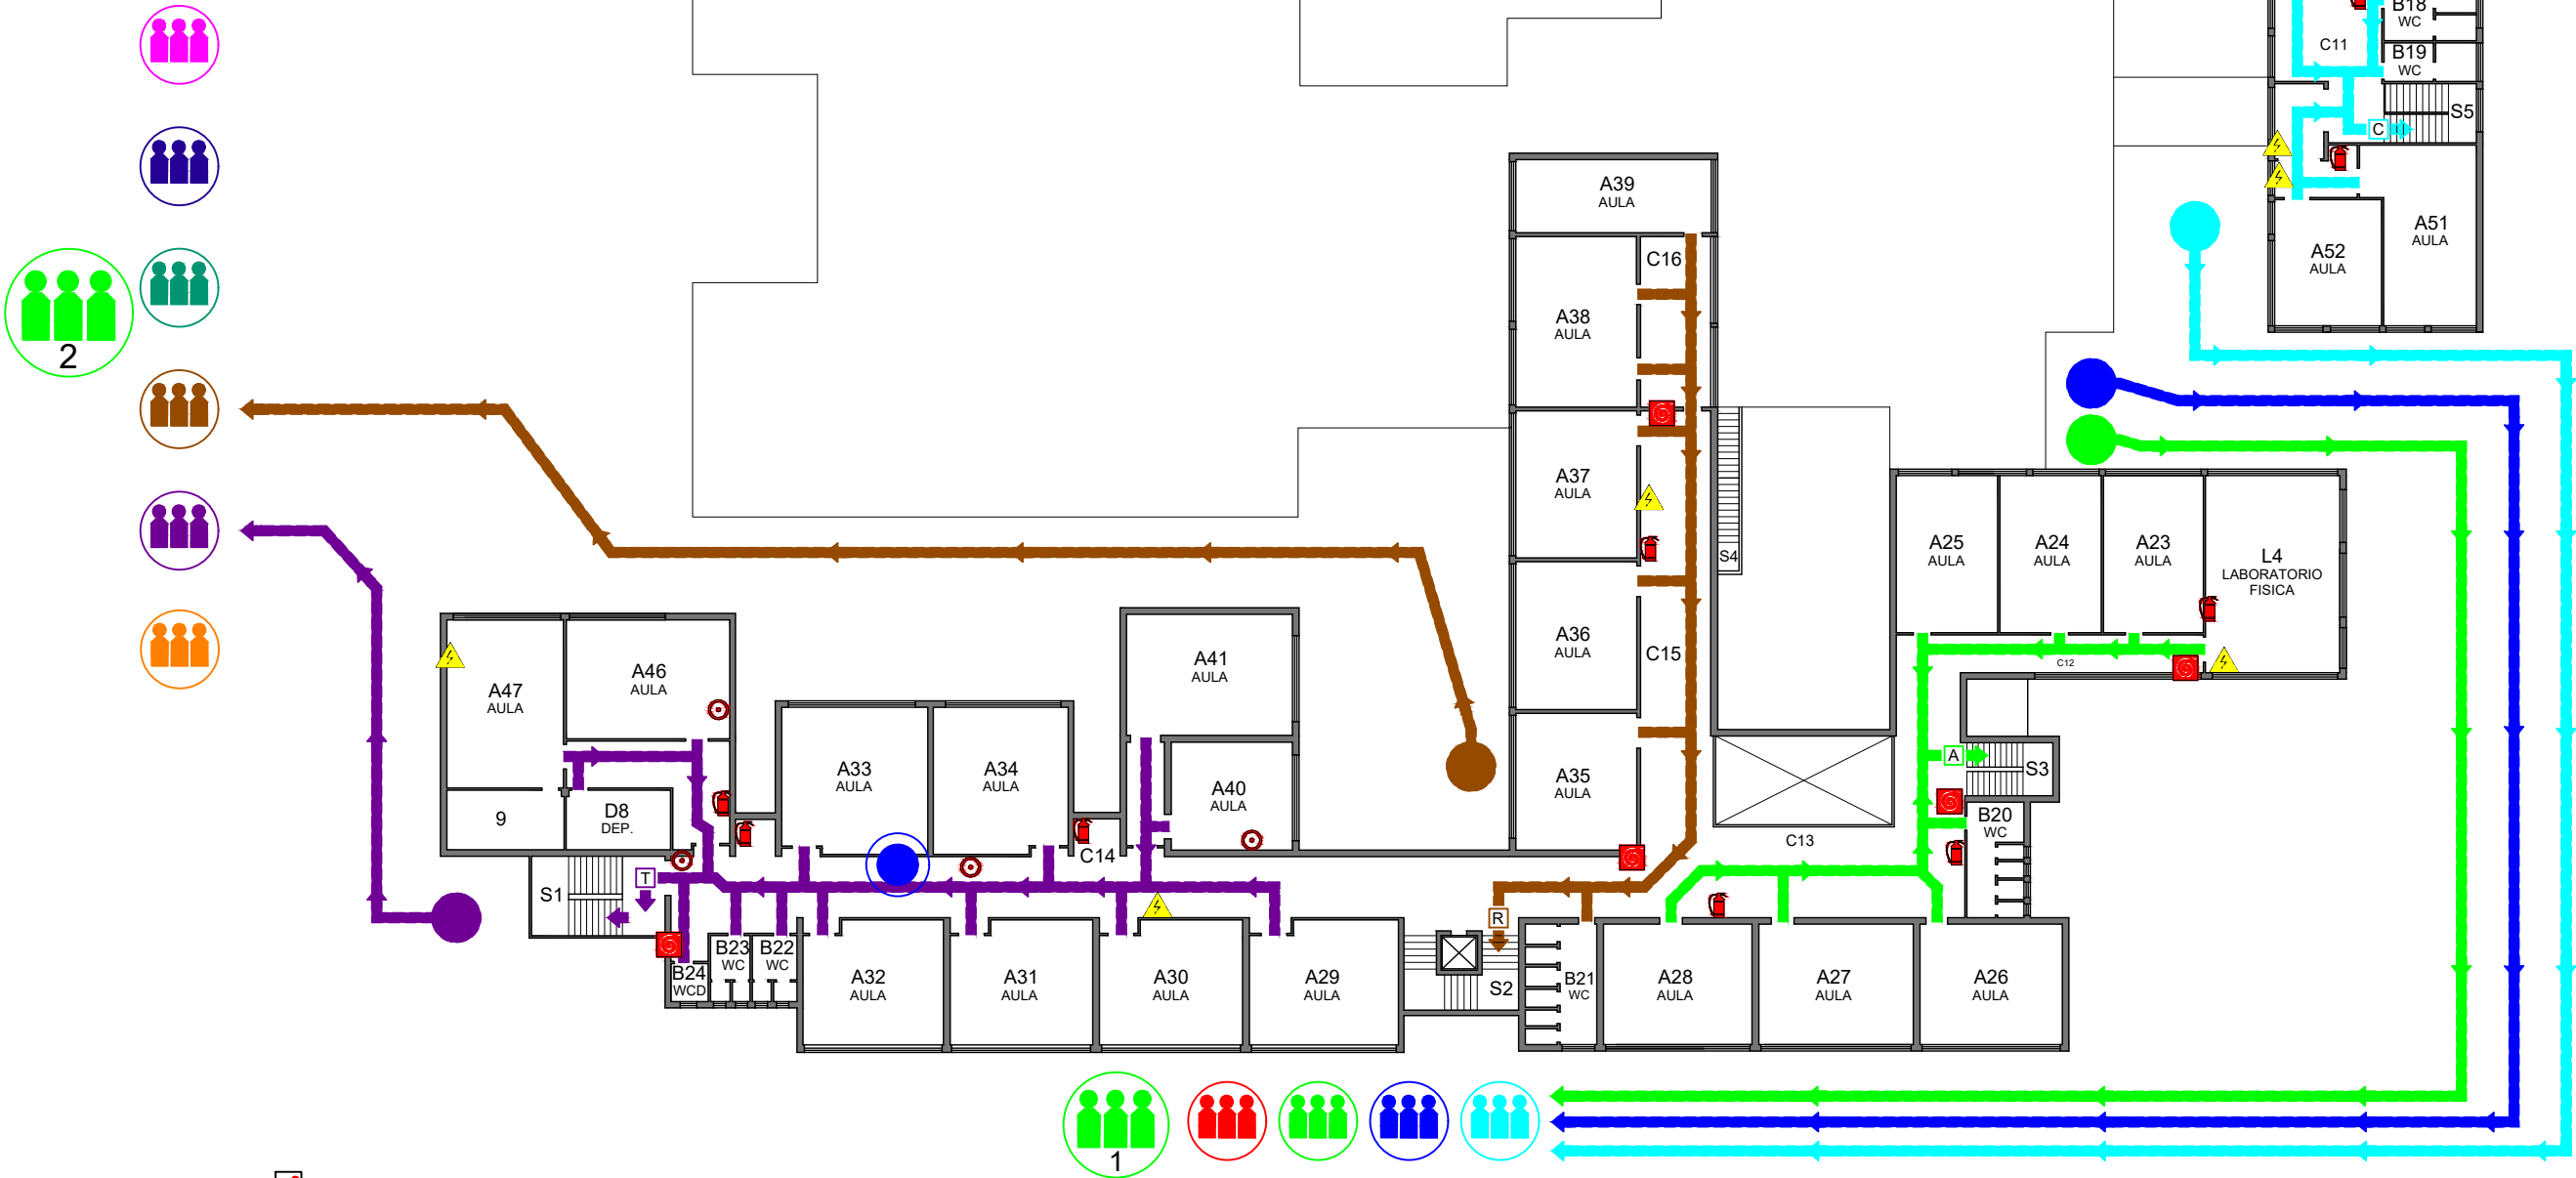 B18
WC
C11
B19
WC
S5
C
A51
AULA
A52
AULA
2
A39
AULA
C16
A38
AULA
A37
AULA
S4
A36
AULA
C15
A35
AULA
A25
AULA
A24
AULA
A23
AULA
L4
LABORATORIO
FISICA
C12
A
S3
B20
WC
C13
A41
AULA
A40
AULA
A46
AULA
A47
AULA
9
D8
DEP.
A33
AULA
A34
AULA
C14
T
S1
R
B23
WC
B22
WC
B24
WCD
A32
AULA
A31
AULA
A30
AULA
A29
AULA
S2
B21
WC
A28
AULA
A27
AULA
A26
AULA
1